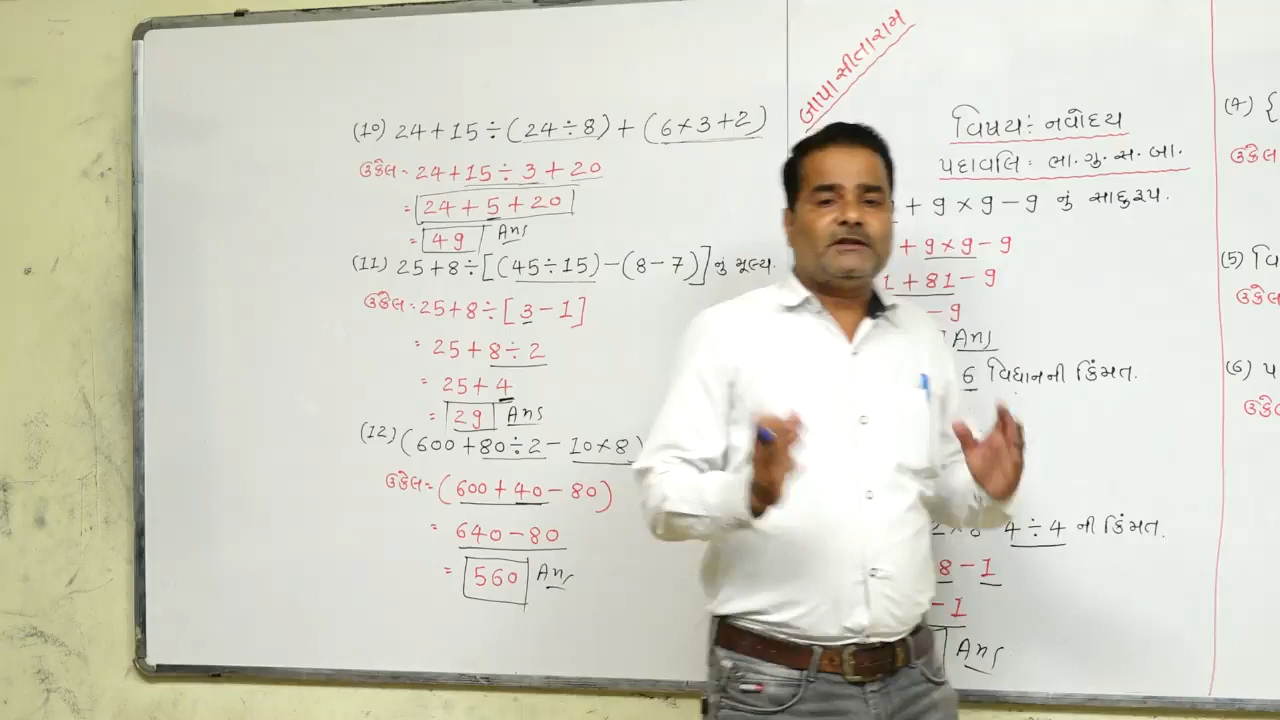 (10) 24+15÷(24÷8)+(6×3+2)
ઉકેલ = 24+15÷3+20
= 24+5+20
= 49 Ans
(11) 25+8÷[(45÷15)-(8-7)] નું મૂલ્ય.
ઉકેલ = 25+8÷[3-1]
= 25+8÷2
= 25+4
= 29 Ans
(12) (600+80÷2-10×8)
ઉકેલ = (600+40-80)
= 640-80
= 560 Ans
બાપા સીતારામ
વિષય: નવોદય
પદાવલિ: ભા.ગુ.સ.બા.
+ 9×9-9 નું સાદુરૂપ.
+ 9×9-9
1+81-9
-9
Ans
6 વિધાનની કિંમત.
4÷4 ની કિંમત.
8-1
-1
Ans
(4) {
ઉકેલ
(5) વિ
ઉકેલ
(6) પ
ઉકેલ